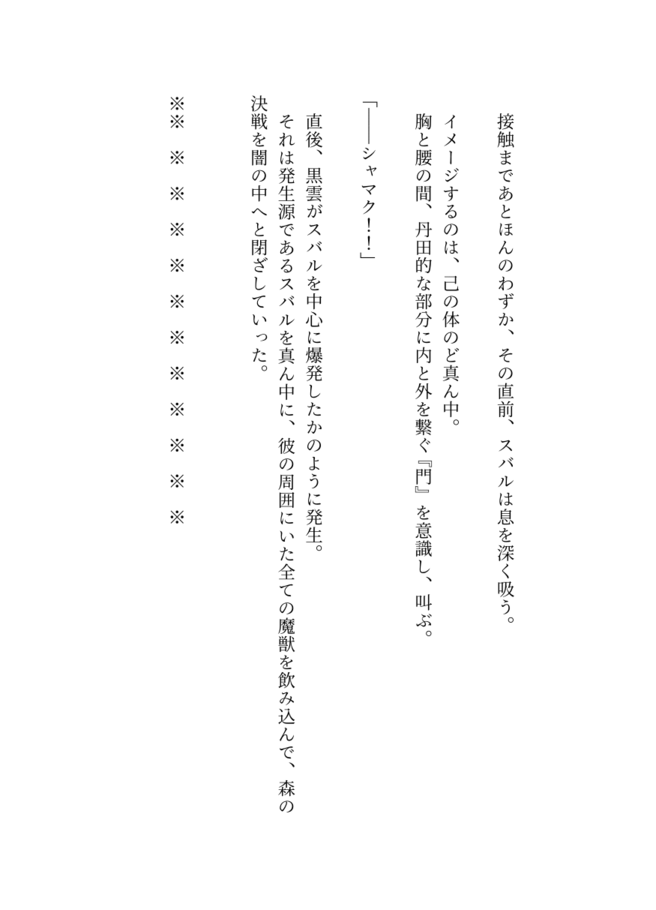 接触まであとほんのわずか、その直前、スバルは息を深く吸う。
イメージするのは、己の体のど真ん中。
胸と腰の間、丹田的な部分に内と外を繋ぐ『門』を意識し、叫ぶ。
「――シャマク！！」
直後、黒雲がスバルを中心に爆発したかのように発生。
それは発生源であるスバルを真ん中に、彼の周囲にいた全ての魔獣を飲み込んで、森の
決戦を闇の中へと閉ざしていった。
※※　※　※　※　※　※　※　※　※　※　※　※